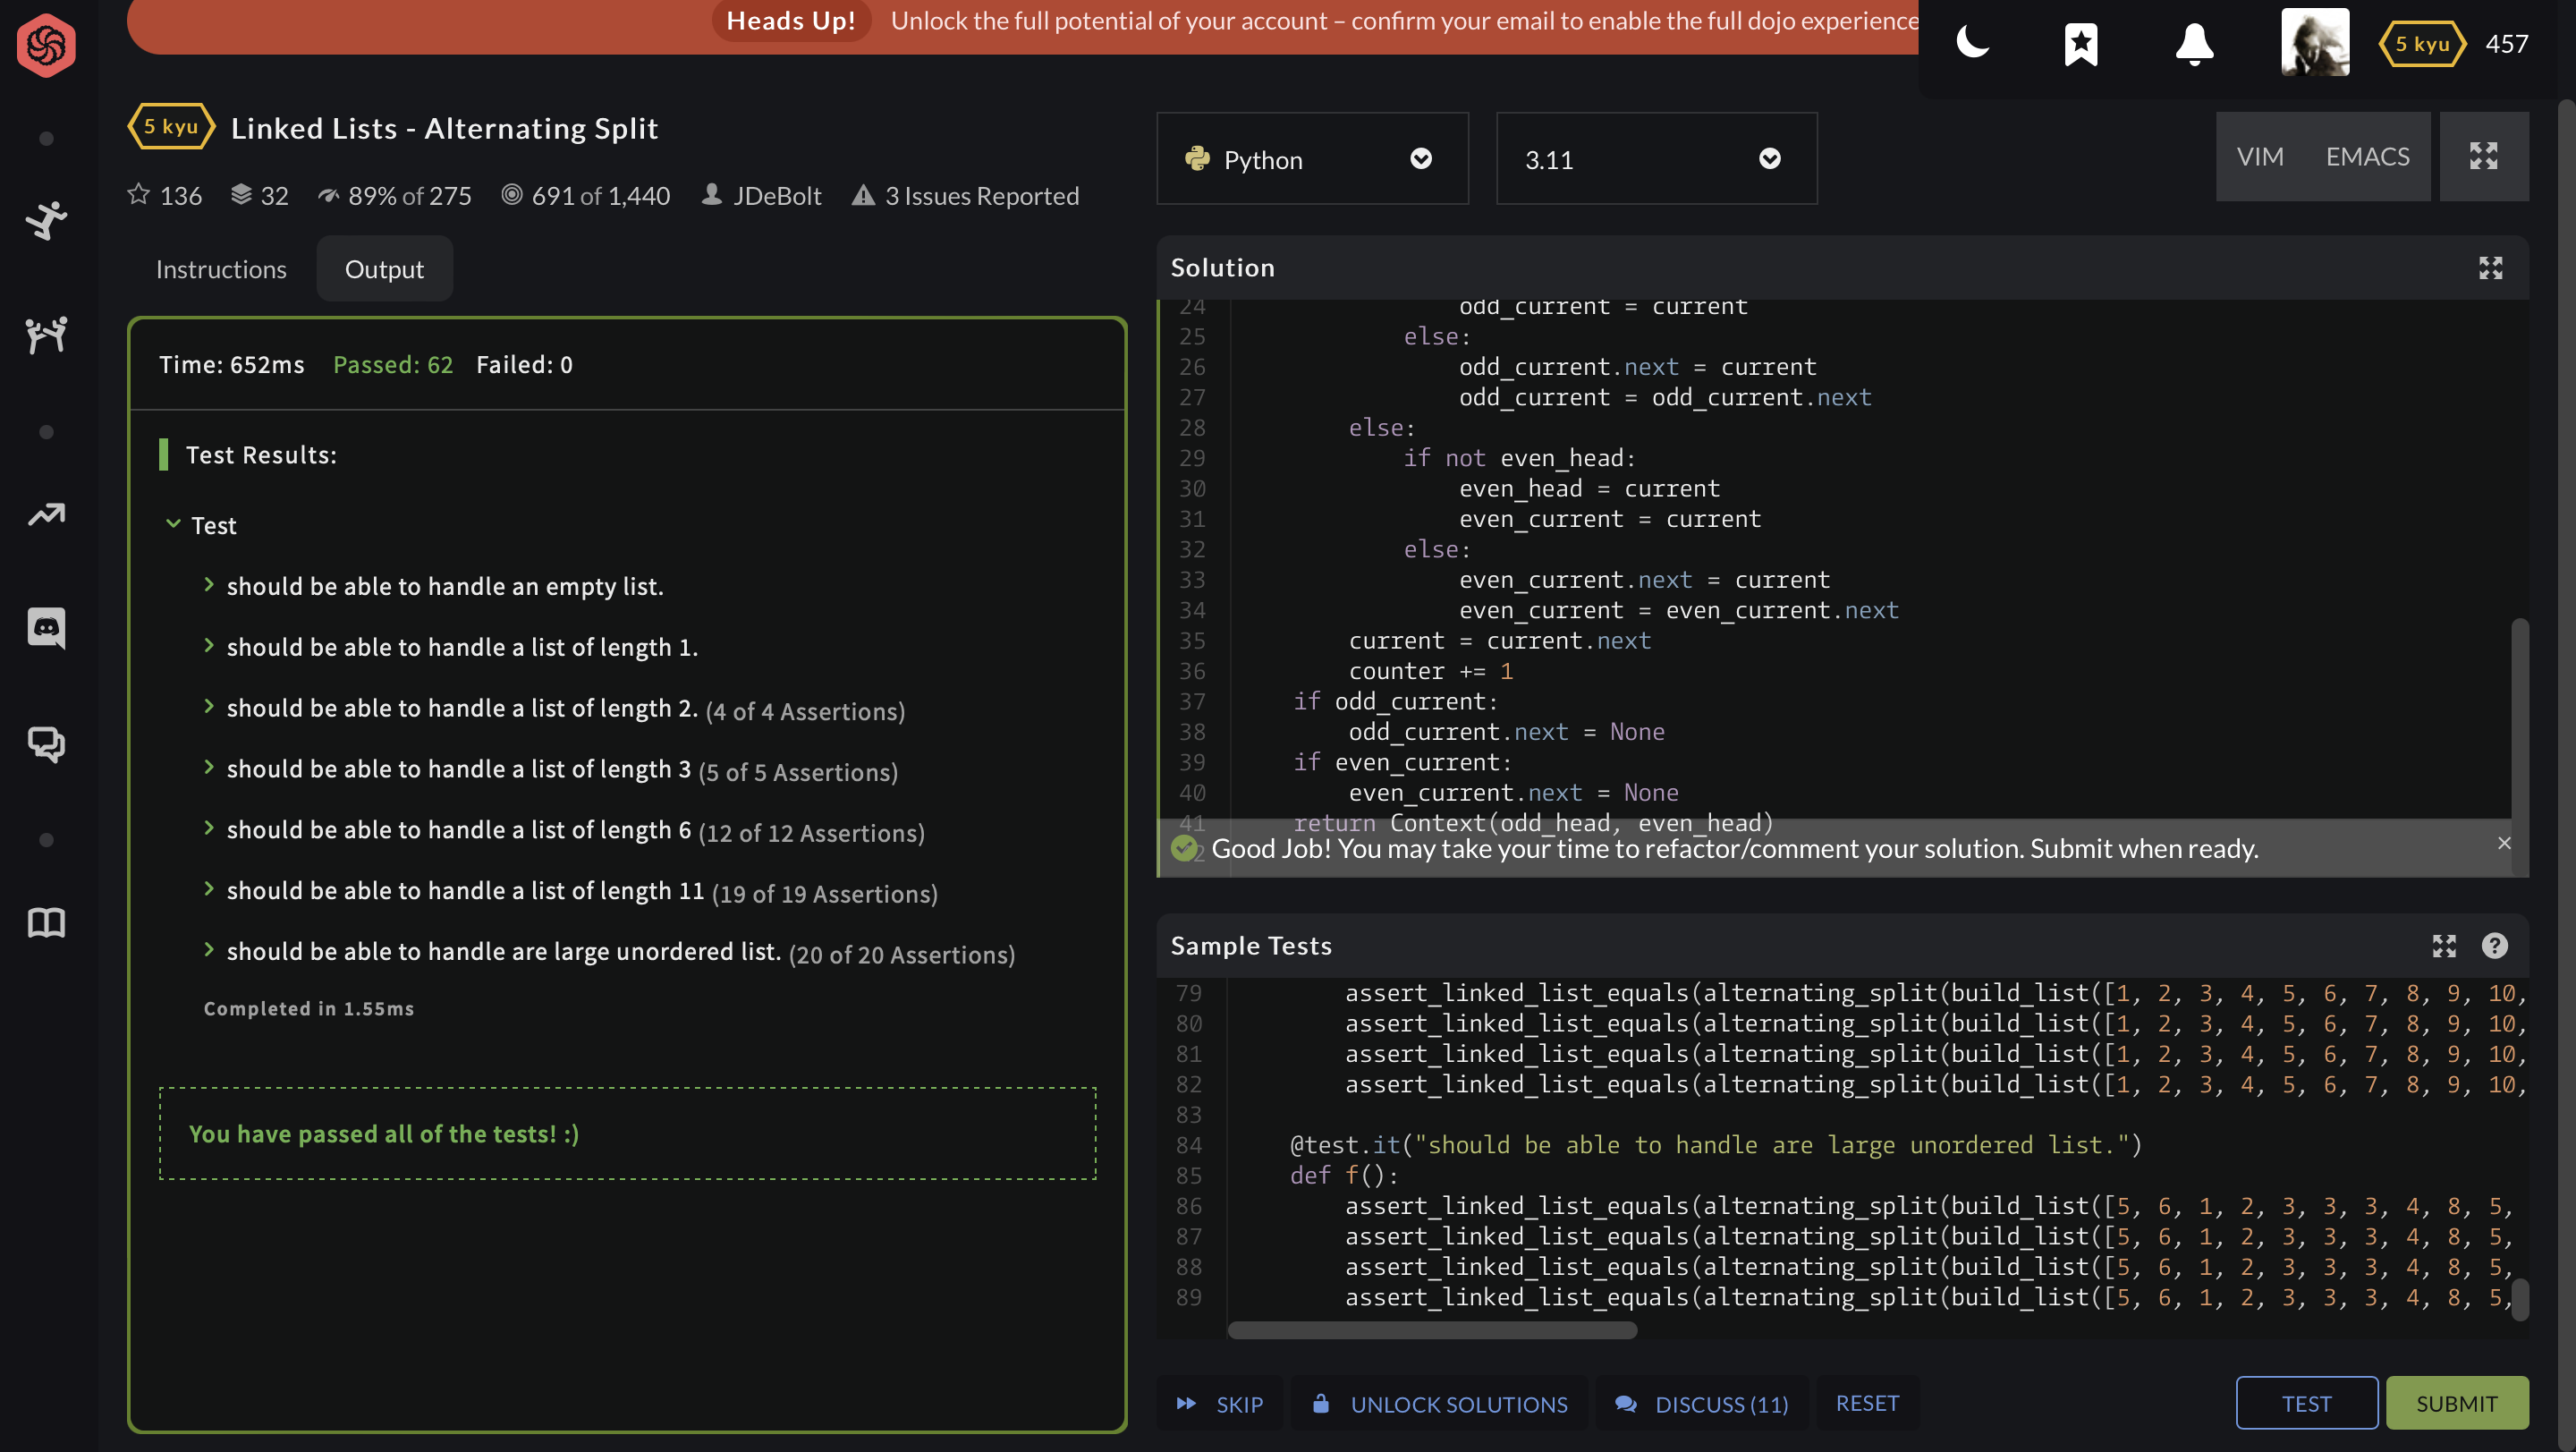 Heads Up! Unlock the full potential of your account – confirm your email to enable the full dojo experience
5 kyu 457
5 kyu Linked Lists - Alternating Split
136 32 89% of 275 691 of 1,440 JDeBolt 3 Issues Reported
Python
3.11
VIM EMACS
Instructions Output
Time: 652ms Passed: 62 Failed: 0
Test Results:
Test
should be able to handle an empty list.
should be able to handle a list of length 1.
should be able to handle a list of length 2. (4 of 4 Assertions)
should be able to handle a list of length 3 (5 of 5 Assertions)
should be able to handle a list of length 6 (12 of 12 Assertions)
should be able to handle a list of length 11 (19 of 19 Assertions)
should be able to handle are large unordered list. (20 of 20 Assertions)
Completed in 1.55ms
You have passed all of the tests! :)
Solution
24 odd_current = current
25 else:
26 odd_current.next = current
27 odd_current = odd_current.next
28 else:
29 if not even_head:
30 even_head = current
31 even_current = current
32 else:
33 even_current.next = current
34 even_current = even_current.next
35 current = current.next
36 counter += 1
37 if odd_current:
38 odd_current.next = None
39 if even_current:
40 even_current.next = None
41 return Context(odd_head, even_head)
Good Job! You may take your time to refactor/comment your solution. Submit when ready.
Sample Tests
79 assert_linked_list_equals(alternating_split(build_list([1, 2, 3, 4, 5, 6, 7, 8, 9, 10,
80 assert_linked_list_equals(alternating_split(build_list([1, 2, 3, 4, 5, 6, 7, 8, 9, 10,
81 assert_linked_list_equals(alternating_split(build_list([1, 2, 3, 4, 5, 6, 7, 8, 9, 10,
82 assert_linked_list_equals(alternating_split(build_list([1, 2, 3, 4, 5, 6, 7, 8, 9, 10,
83
84 @test.it("should be able to handle are large unordered list.")
85 def f():
86 assert_linked_list_equals(alternating_split(build_list([5, 6, 1, 2, 3, 3, 3, 4, 8, 5,
87 assert_linked_list_equals(alternating_split(build_list([5, 6, 1, 2, 3, 3, 3, 4, 8, 5,
88 assert_linked_list_equals(alternating_split(build_list([5, 6, 1, 2, 3, 3, 3, 4, 8, 5,
89 assert_linked_list_equals(alternating_split(build_list([5, 6, 1, 2, 3, 3, 3, 4, 8, 5,
SKIP UNLOCK SOLUTIONS DISCUSS (11) RESET TEST SUBMIT